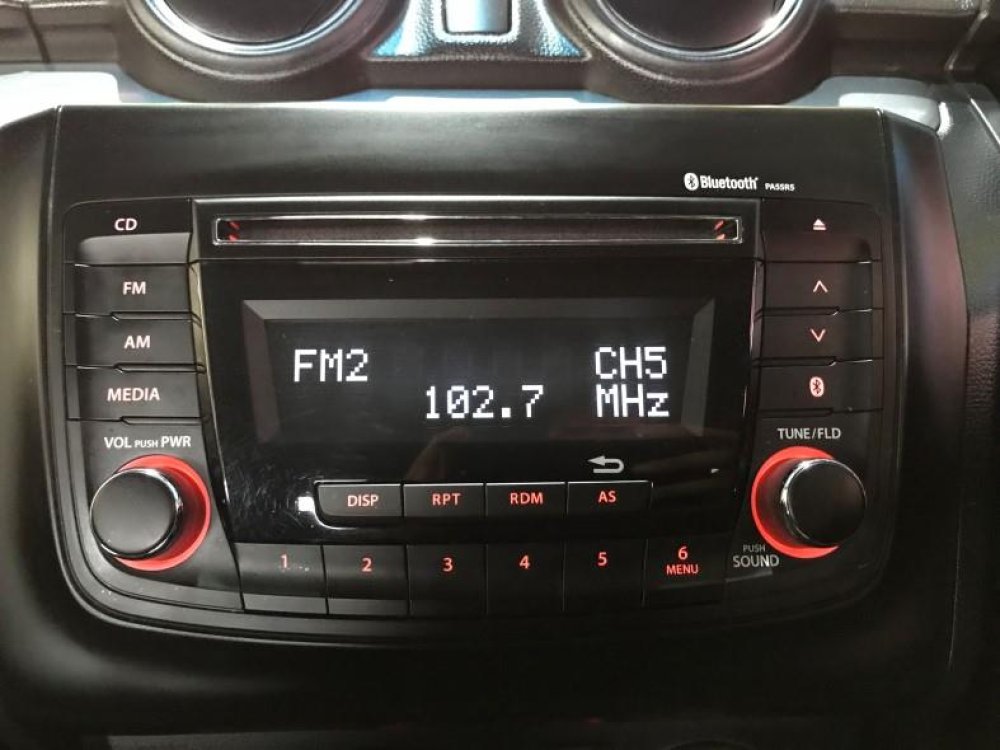 Bluetooth® PA55R5
CD
FM
AM
MEDIA
VOL PUSH PWR
FM2 CH5
102.7 MHz
TUNE/FLD
DISP RPT RDM AS
1 2 3 4 5 6
MENU
PUSH
SOUND